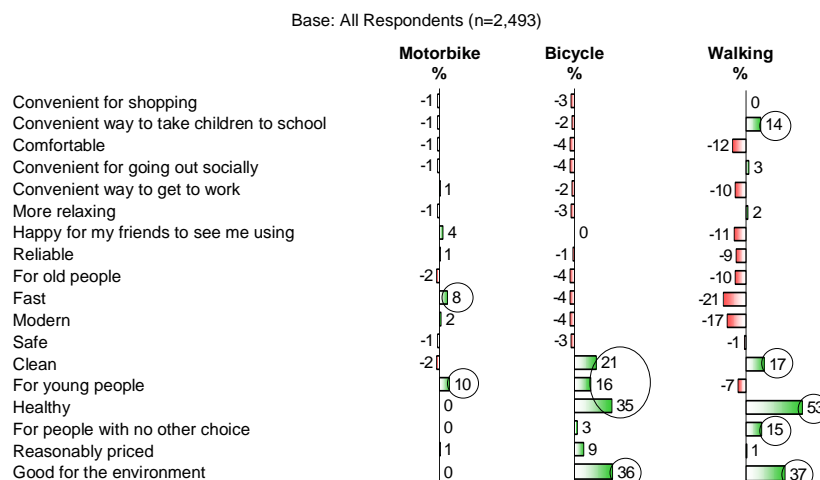 Base: All Respondents (n=2,493)
Motorbike Bicycle Walking
% % %
Convenient for shopping -1 -3 0
Convenient way to take children to school -1 -2 14
Comfortable -1 -4 -12
Convenient for going out socially -1 -4 3
Convenient way to get to work 1 -2 -10
More relaxing -1 -3 2
Happy for my friends to see me using 4 0 -11
Reliable 1 -1 -9
For old people -2 -4 -10
Fast 8 -4 -21
Modern 2 -4 -17
Safe -1 -3 -1
Clean -2 21 17
For young people 10 16 -7
Healthy 0 35 53
For people with no other choice 0 3 15
Reasonably priced 1 9 1
Good for the environment 0 36 37